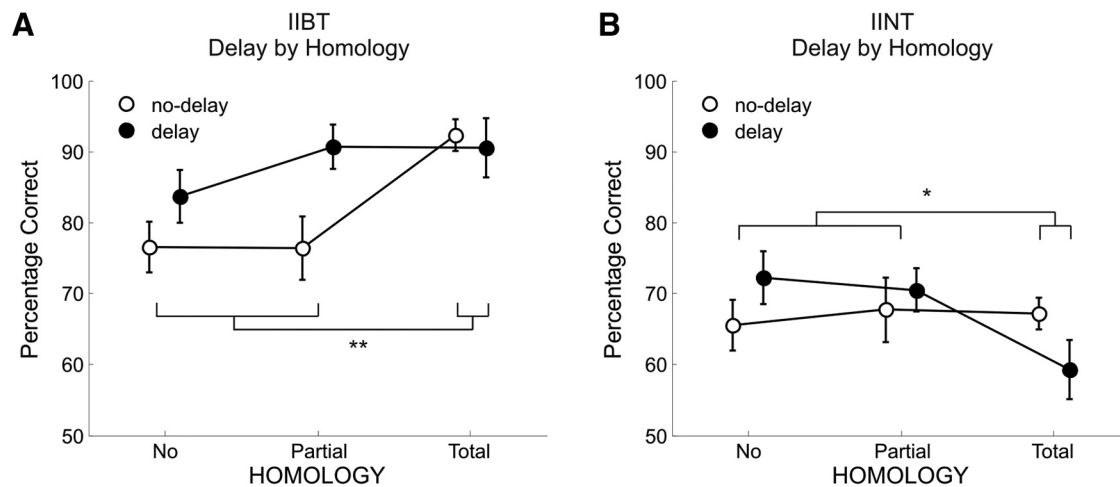 A
IIBT
Delay by Homology
100
90
80
70
60
50
Percentage Correct
no-delay
delay
**
No
Partial
Total
HOMOLOGY
B
IINT
Delay by Homology
100
90
80
70
60
50
Percentage Correct
no-delay
delay
*
No
Partial
Total
HOMOLOGY